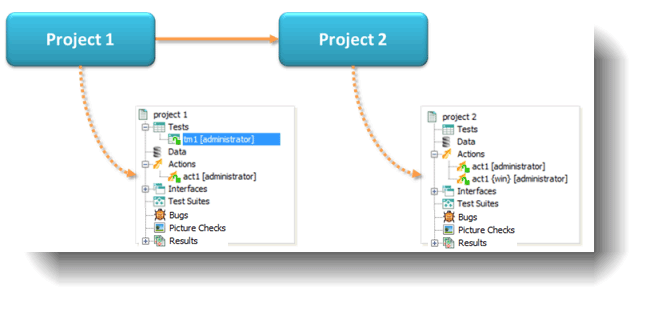 Project 1
Project 2
project 1
Tests
tm1 [administrator]
Data
Actions
act1 [administrator]
Interfaces
Test Suites
Bugs
Picture Checks
Results
project 2
Tests
Data
Actions
act1 [administrator]
act1 {win} [administrator]
Interfaces
Test Suites
Bugs
Picture Checks
Results